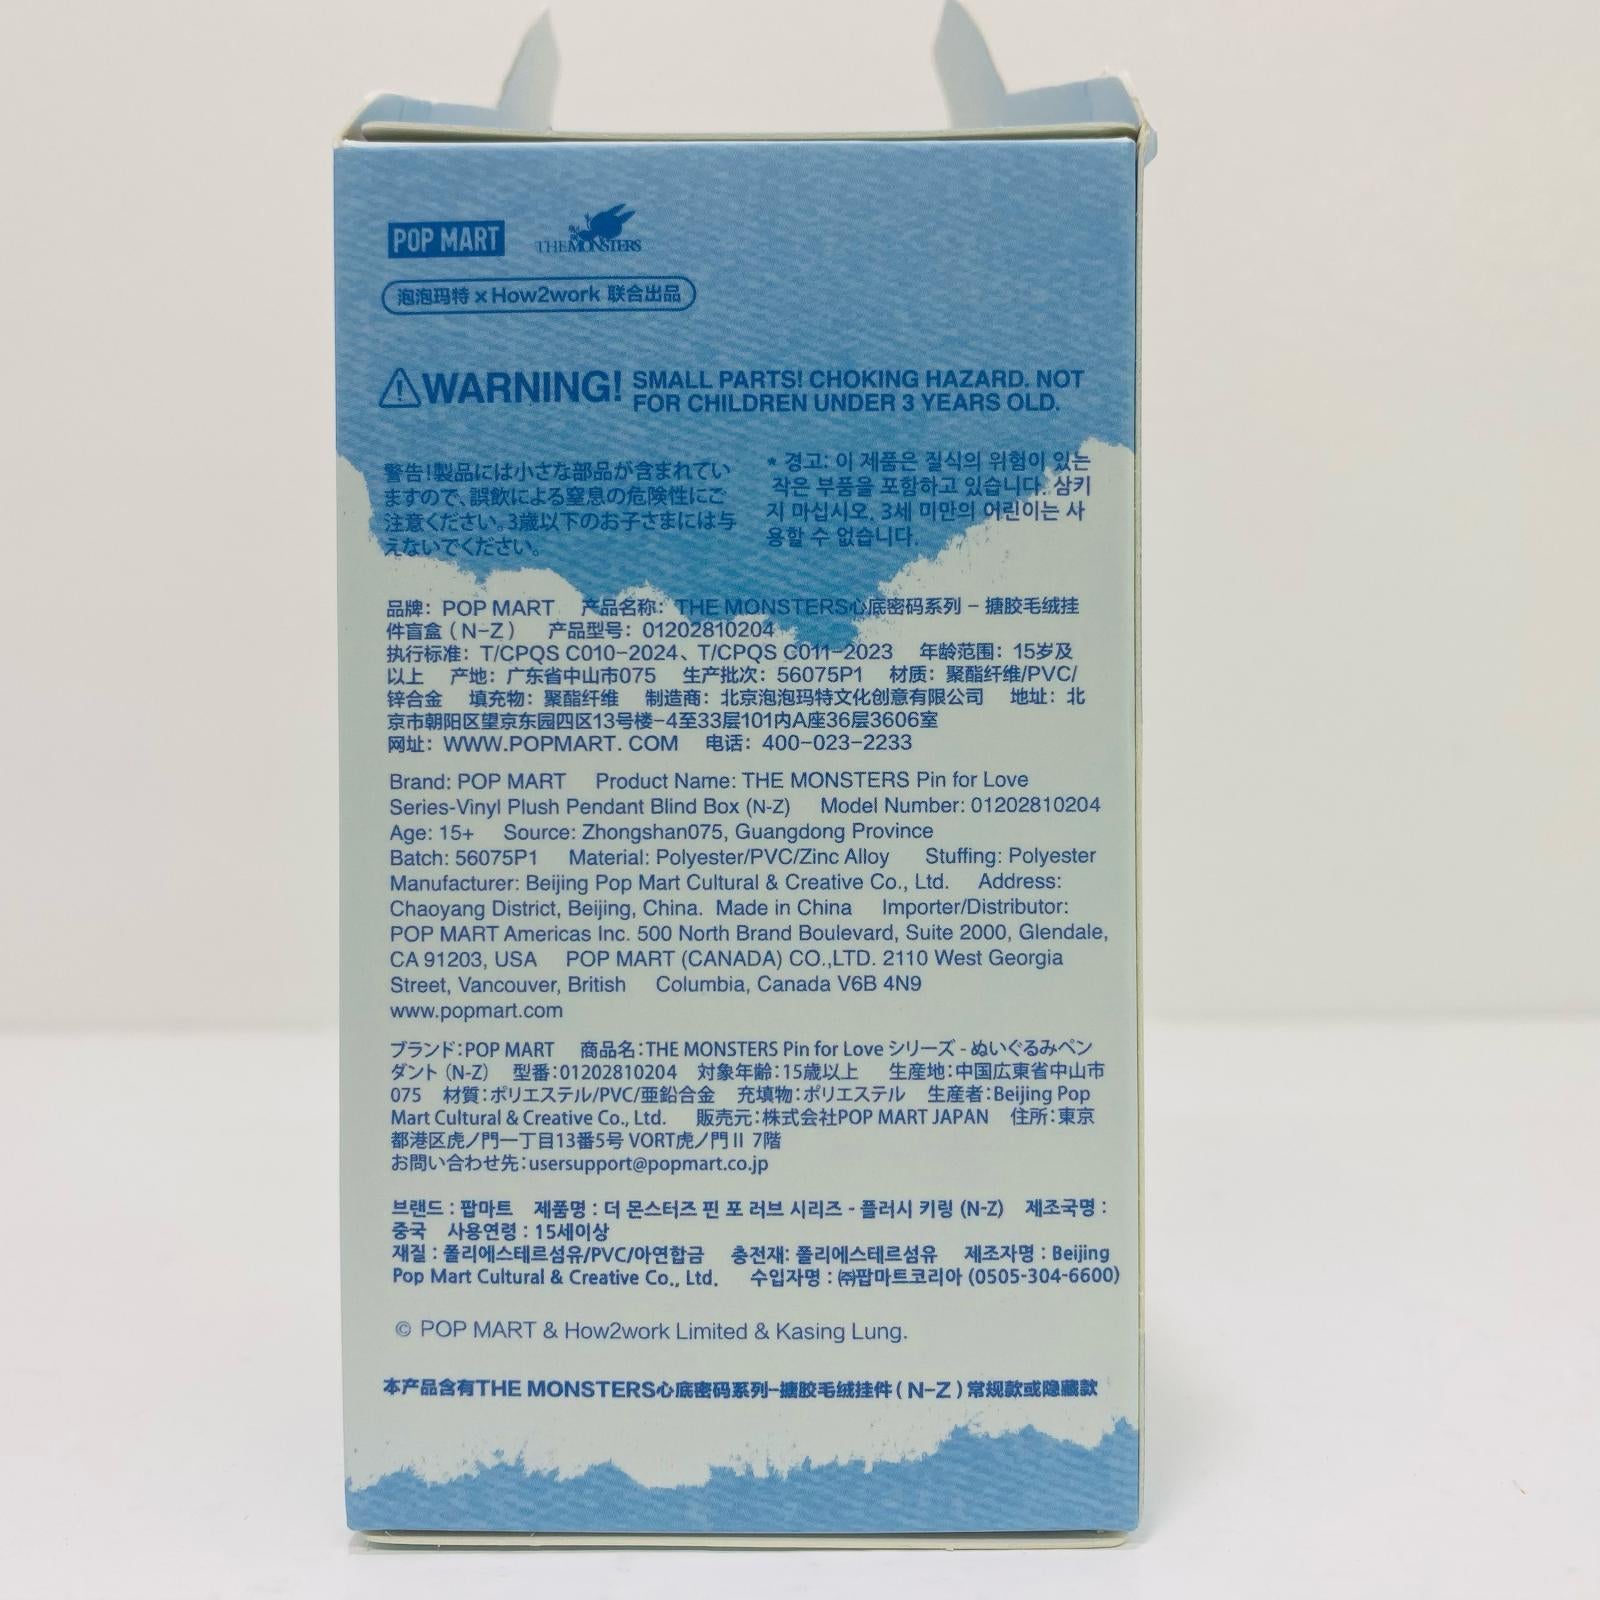 POP MART THE MONSTERS
泡泡玛特 × How2work 联合出品
WARNING! SMALL PARTS! CHOKING HAZARD. NOT
FOR CHILDREN UNDER 3 YEARS OLD.
警告!製品には小さな部品が含まれてい
ますので、誤飲による窒息の危険性にご
注意ください。3歳以下のお子さまには与
えないでください。
* 경고: 이 제품은 질식의 위험이 있는
작은 부품을 포함하고 있습니다. 삼키
지 마십시오. 3세 미만의 어린이는 사
용할 수 없습니다.
品牌: POP MART 产品名称: THE MONSTERS心底密码系列 - 搪胶毛绒挂
件盲盒 (N-Z) 产品型号: 01202810204
执行标准: T/CPQS C010-2024、T/CPQS C011-2023 年龄范围: 15岁及
以上 产地: 广东省中山市075 生产批次: 56075P1 材质: 聚酯纤维/PVC/
锌合金 填充物: 聚酯纤维 制造商: 北京泡泡玛特文化创意有限公司 地址: 北
京市朝阳区望京东园四区13号楼-4至33层101内A座36层3606室
网址: WWW.POPMART. COM 电话: 400-023-2233
Brand: POP MART Product Name: THE MONSTERS Pin for Love
Series-Vinyl Plush Pendant Blind Box (N-Z) Model Number: 01202810204
Age: 15+ Source: Zhongshan075, Guangdong Province
Batch: 56075P1 Material: Polyester/PVC/Zinc Alloy Stuffing: Polyester
Manufacturer: Beijing Pop Mart Cultural & Creative Co., Ltd. Address:
Chaoyang District, Beijing, China. Made in China Importer/Distributor:
POP MART Americas Inc. 500 North Brand Boulevard, Suite 2000, Glendale,
CA 91203, USA POP MART (CANADA) CO.,LTD. 2110 West Georgia
Street, Vancouver, British Columbia, Canada V6B 4N9
www.popmart.com
ブランド:POP MART 商品名:THE MONSTERS Pin for Love シリーズ - ぬいぐるみペン
ダント (N-Z) 型番:01202810204 対象年齢:15歳以上 生産地:中国広東省中山市
075 材質:ポリエステル/PVC/亜鉛合金 充填物:ポリエステル 生産者:Beijing Pop
Mart Cultural & Creative Co., Ltd. 販売元:株式会社POP MART JAPAN 住所:東京
都港区虎ノ門一丁目13番5号 VORT虎ノ門Ⅱ 7階
お問い合わせ先:usersupport@popmart.co.jp
브랜드 : 팝마트 제품명 : 더 몬스터즈 핀 포 러브 시리즈 - 플러시 키링 (N-Z) 제조국명 :
중국 사용연령 : 15세이상
재질 : 폴리에스테르섬유/PVC/아연합금 충전재: 폴리에스테르섬유 제조자명 : Beijing
Pop Mart Cultural & Creative Co., Ltd. 수입자명 : ㈜팝마트코리아 (0505-304-6600)
© POP MART & How2work Limited & Kasing Lung.
本产品含有THE MONSTERS心底密码系列-搪胶毛绒挂件 (N-Z) 常规款或隐藏款